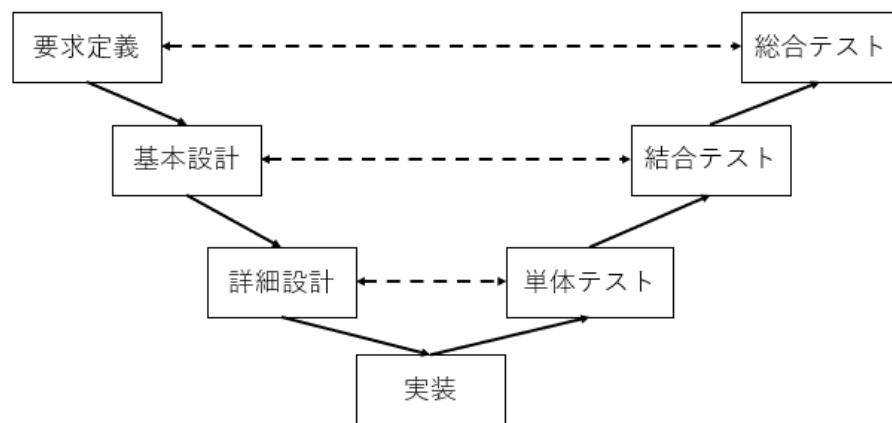 要求定義
総合テスト
基本設計
結合テスト
詳細設計
単体テスト
実装